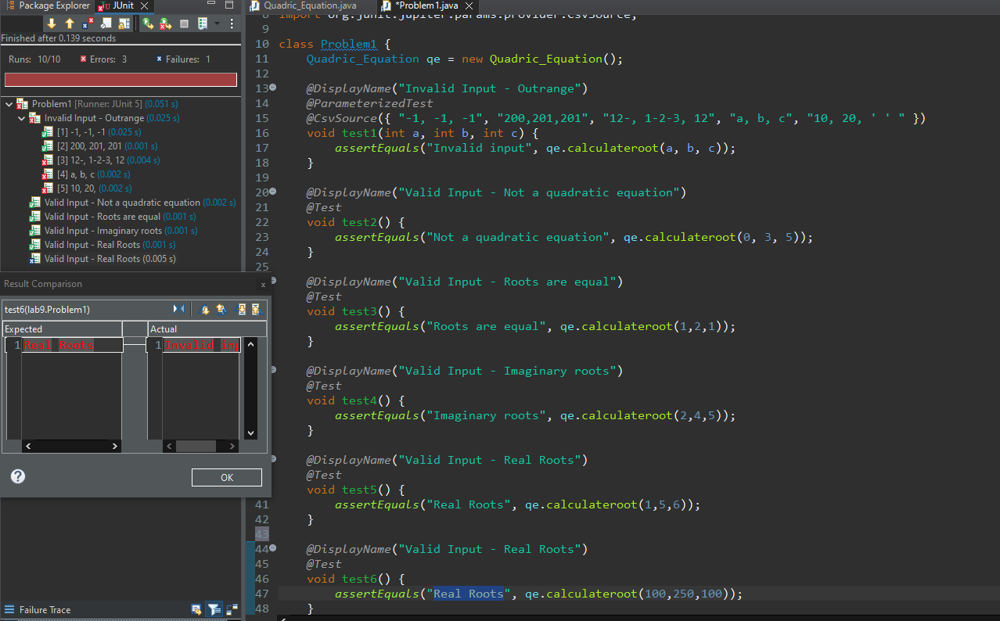 Package Explorer JUnit
Finished after 0.139 seconds
Runs: 10/10 Errors: 3 Failures: 1
Problem1 [Runner: JUnit 5] (0.051 s)
Invalid Input - Outrange (0.025 s)
[1] -1, -1, -1 (0.025 s)
[2] 200, 201, 201 (0.001 s)
[3] 12-, 1-2-3, 12 (0.004 s)
[4] a, b, c (0.002 s)
[5] 10, 20, (0.002 s)
Valid Input - Not a quadratic equation (0.002 s)
Valid Input - Roots are equal (0.001 s)
Valid Input - Imaginary roots (0.001 s)
Valid Input - Real Roots (0.001 s)
Valid Input - Real Roots (0.005 s)
Result Comparison x
test6(lab9.Problem1)
Expected Actual
1 Real Roots 1 Invalid inp
OK
Failure Trace
Quadric_Equation.java *Problem1.java
8 import org.junit.jupiter.params.provider.CsvSource;
9
10 class Problem1 {
11 Quadric_Equation qe = new Quadric_Equation();
12
13 @DisplayName("Invalid Input - Outrange")
14 @ParameterizedTest
15 @CsvSource({ "-1, -1, -1", "200,201,201", "12-, 1-2-3, 12", "a, b, c", "10, 20, ' ' " })
16 void test1(int a, int b, int c) {
17 assertEquals("Invalid input", qe.calculateroot(a, b, c));
18 }
19
20 @DisplayName("Valid Input - Not a quadratic equation")
21 @Test
22 void test2() {
23 assertEquals("Not a quadratic equation", qe.calculateroot(0, 3, 5));
24 }
25
@DisplayName("Valid Input - Roots are equal")
@Test
void test3() {
assertEquals("Roots are equal", qe.calculateroot(1,2,1));
}
@DisplayName("Valid Input - Imaginary roots")
@Test
void test4() {
assertEquals("Imaginary roots", qe.calculateroot(2,4,5));
}
@DisplayName("Valid Input - Real Roots")
@Test
void test5() {
41 assertEquals("Real Roots", qe.calculateroot(1,5,6));
42 }
43
44 @DisplayName("Valid Input - Real Roots")
45 @Test
46 void test6() {
47 assertEquals("Real Roots", qe.calculateroot(100,250,100));
48 }